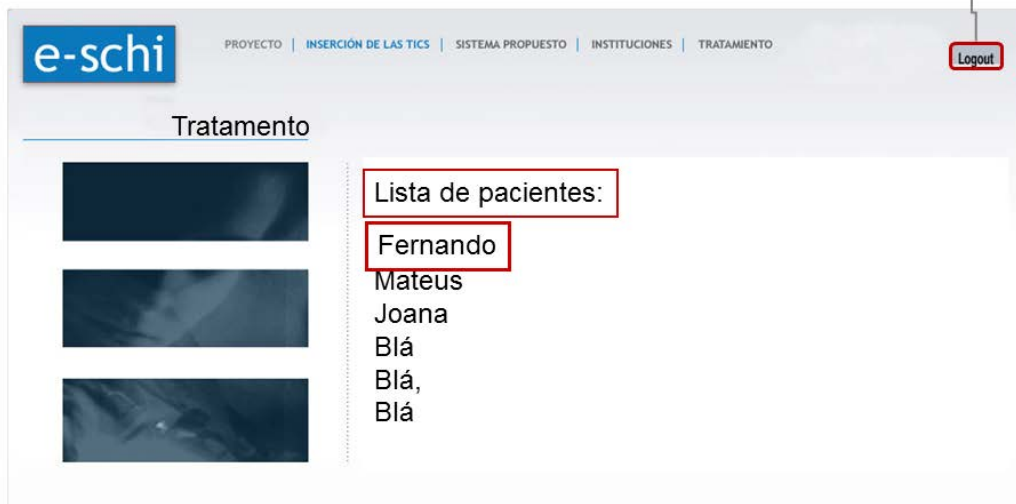 e-schi
PROYECTO | INSERCIÓN DE LAS TICS | SISTEMA PROPUESTO | INSTITUCIONES | TRATAMIENTO
Logout
Tratamento
Lista de pacientes:
Fernando
Mateus
Joana
Blá
Blá,
Blá